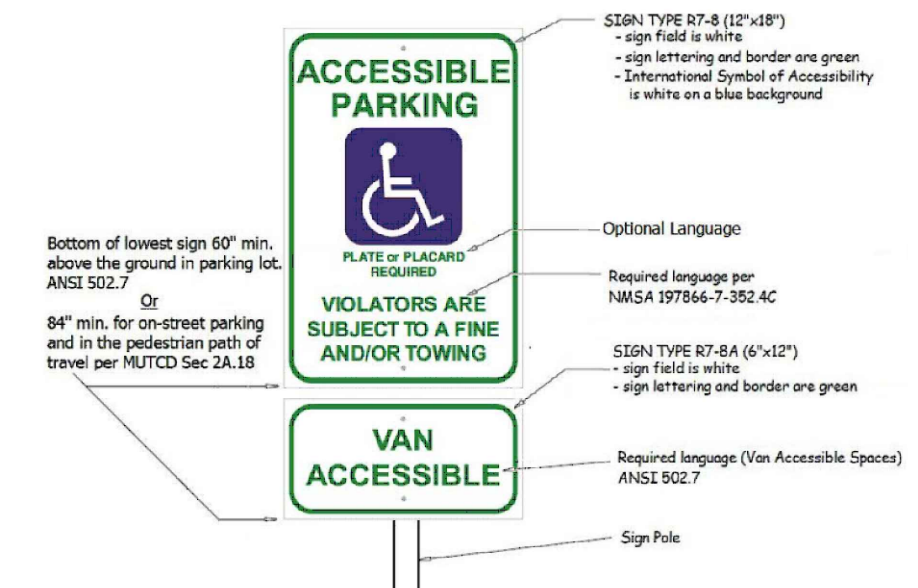 SIGN TYPE R7-8 (12"x18")
- sign field is white
- sign lettering and border are green
- International Symbol of Accessibility
is white on a blue background
ACCESSIBLE
PARKING
Optional Language
PLATE or PLACARD
REQUIRED
Bottom of lowest sign 60" min.
above the ground in parking lot.
ANSI 502.7
Or
84" min. for on-street parking
and in the pedestrian path of
travel per MUTCD Sec 2A.18
Required language per
NMSA 197866-7-352.4C
VIOLATORS ARE
SUBJECT TO A FINE
AND/OR TOWING
SIGN TYPE R7-8A (6"x12")
- sign field is white
- sign lettering and border are green
VAN
ACCESSIBLE
Required language (Van Accessible Spaces)
ANSI 502.7
Sign Pole